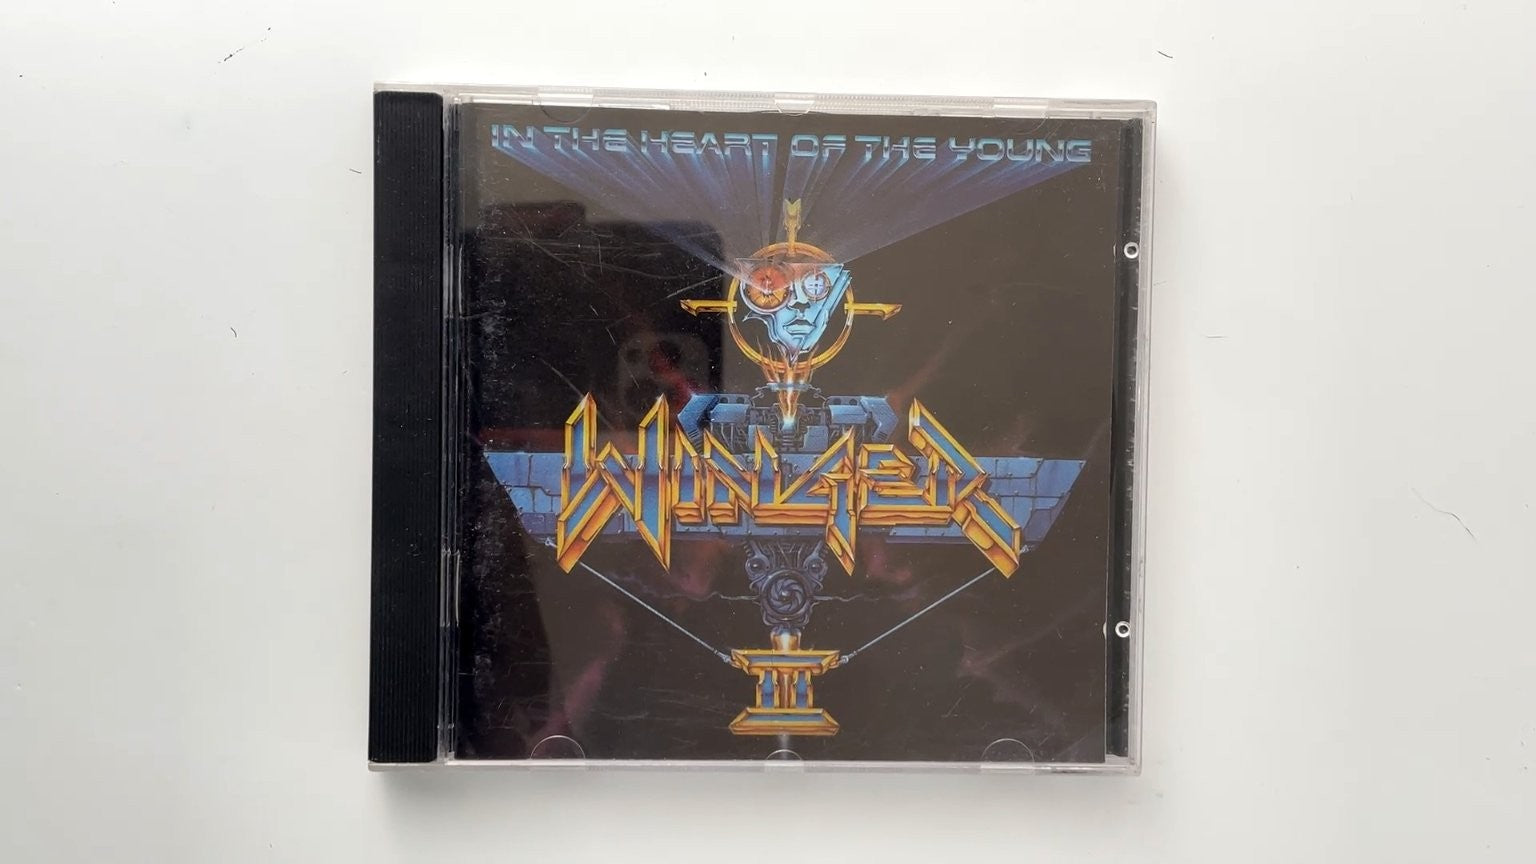 IN THE HEART OF THE YOUNG
WINGER
II